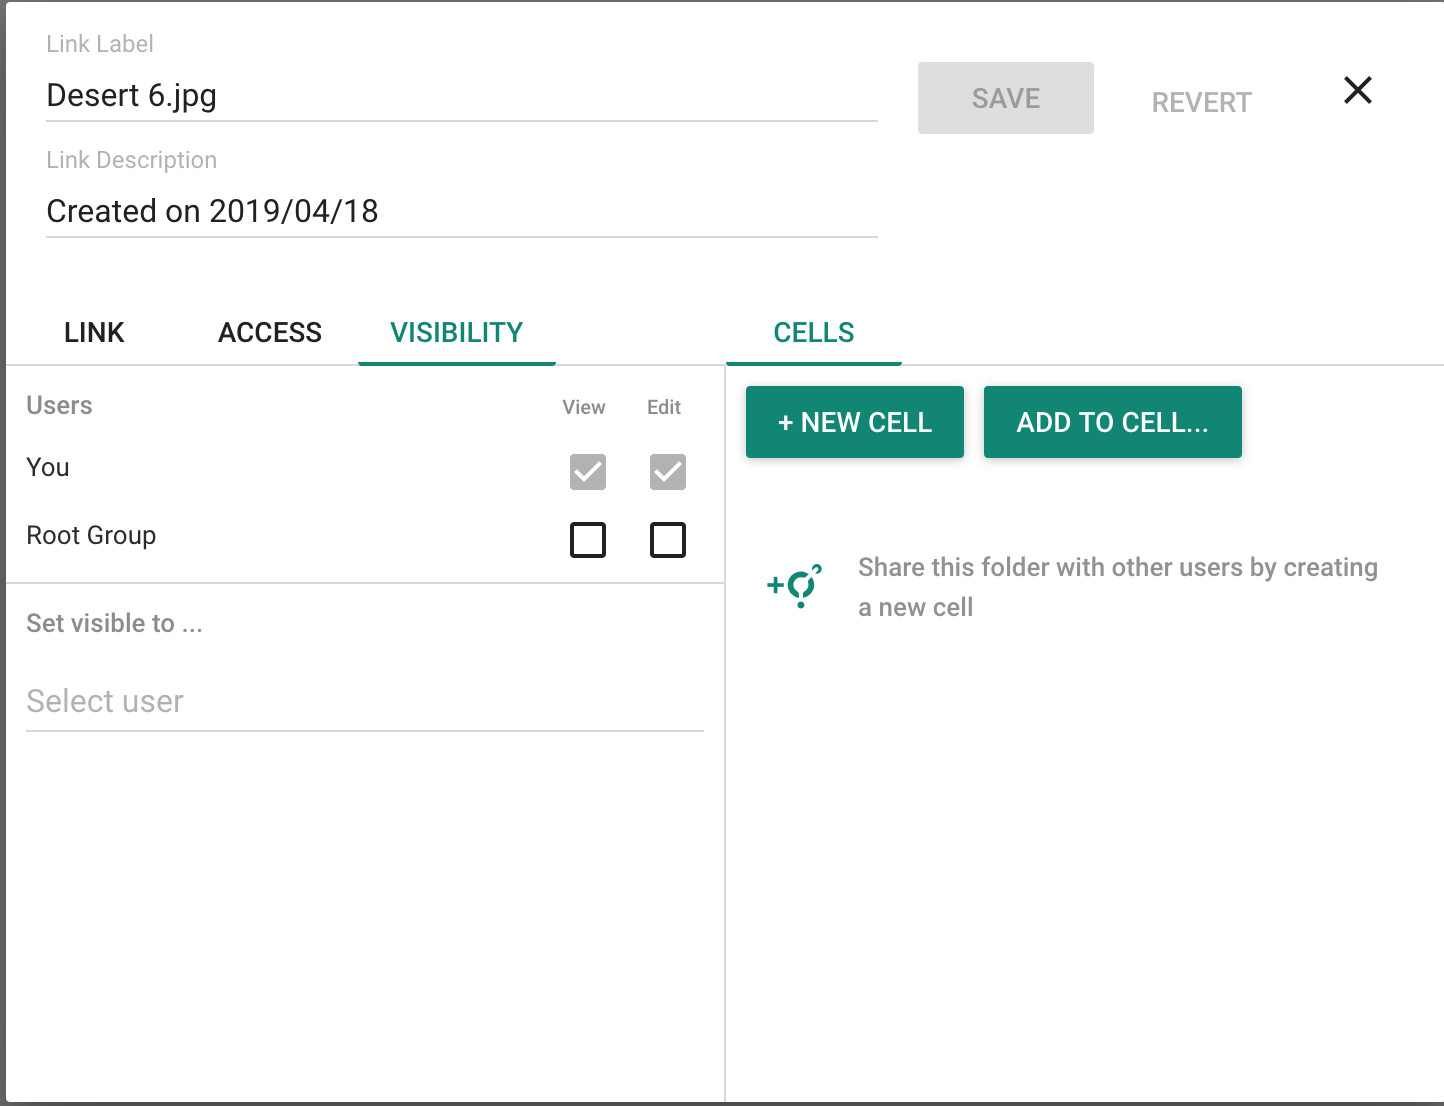 Link Label
Desert 6.jpg
SAVE
REVERT
Link Description
Created on 2019/04/18
LINK
ACCESS
VISIBILITY
CELLS
Users
View
Edit
You
Root Group
Set visible to ...
Select user
+ NEW CELL
ADD TO CELL...
Share this folder with other users by creating
a new cell